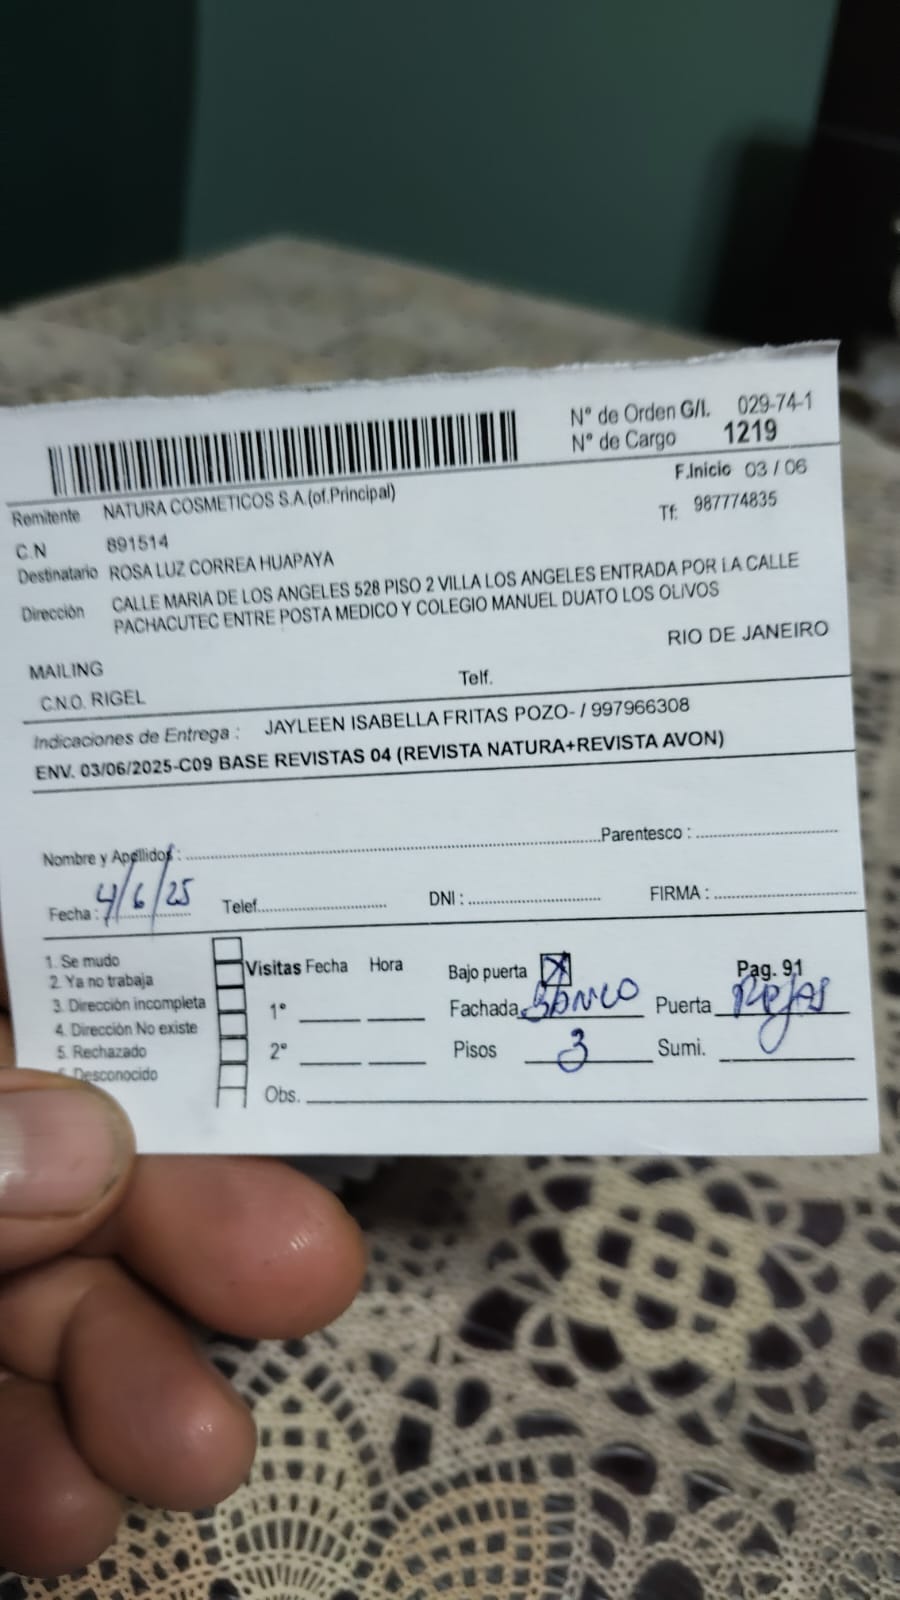 N° de Orden G/I. 029-74-1
N° de Cargo 1219
F.Inicio 03 / 06
Remitente NATURA COSMETICOS S.A.(of.Principal)
Tf: 987774835
C.N 891514
Destinatario ROSA LUZ CORREA HUAPAYA
Dirección CALLE MARIA DE LOS ANGELES 528 PISO 2 VILLA LOS ANGELES ENTRADA POR LA CALLE
PACHACUTEC ENTRE POSTA MEDICO Y COLEGIO MANUEL DUATO LOS OLIVOS
RIO DE JANEIRO
MAILING
C.N.O. RIGEL Telf.
Indicaciones de Entrega : JAYLEEN ISABELLA FRITAS POZO- / 997966308
ENV. 03/06/2025-C09 BASE REVISTAS 04 (REVISTA NATURA+REVISTA AVON)
Nombre y Apellidos : Parentesco :
Fecha : 4/6/25 Telef. DNI : FIRMA :
1. Se mudo
2. Ya no trabaja
3. Dirección incompleta
4. Dirección No existe
5. Rechazado
6. Desconocido
Visitas Fecha Hora
1°
2°
Obs.
Bajo puerta X Pag. 91
Fachada Puerta Rejas
Pisos 3 Sumi.